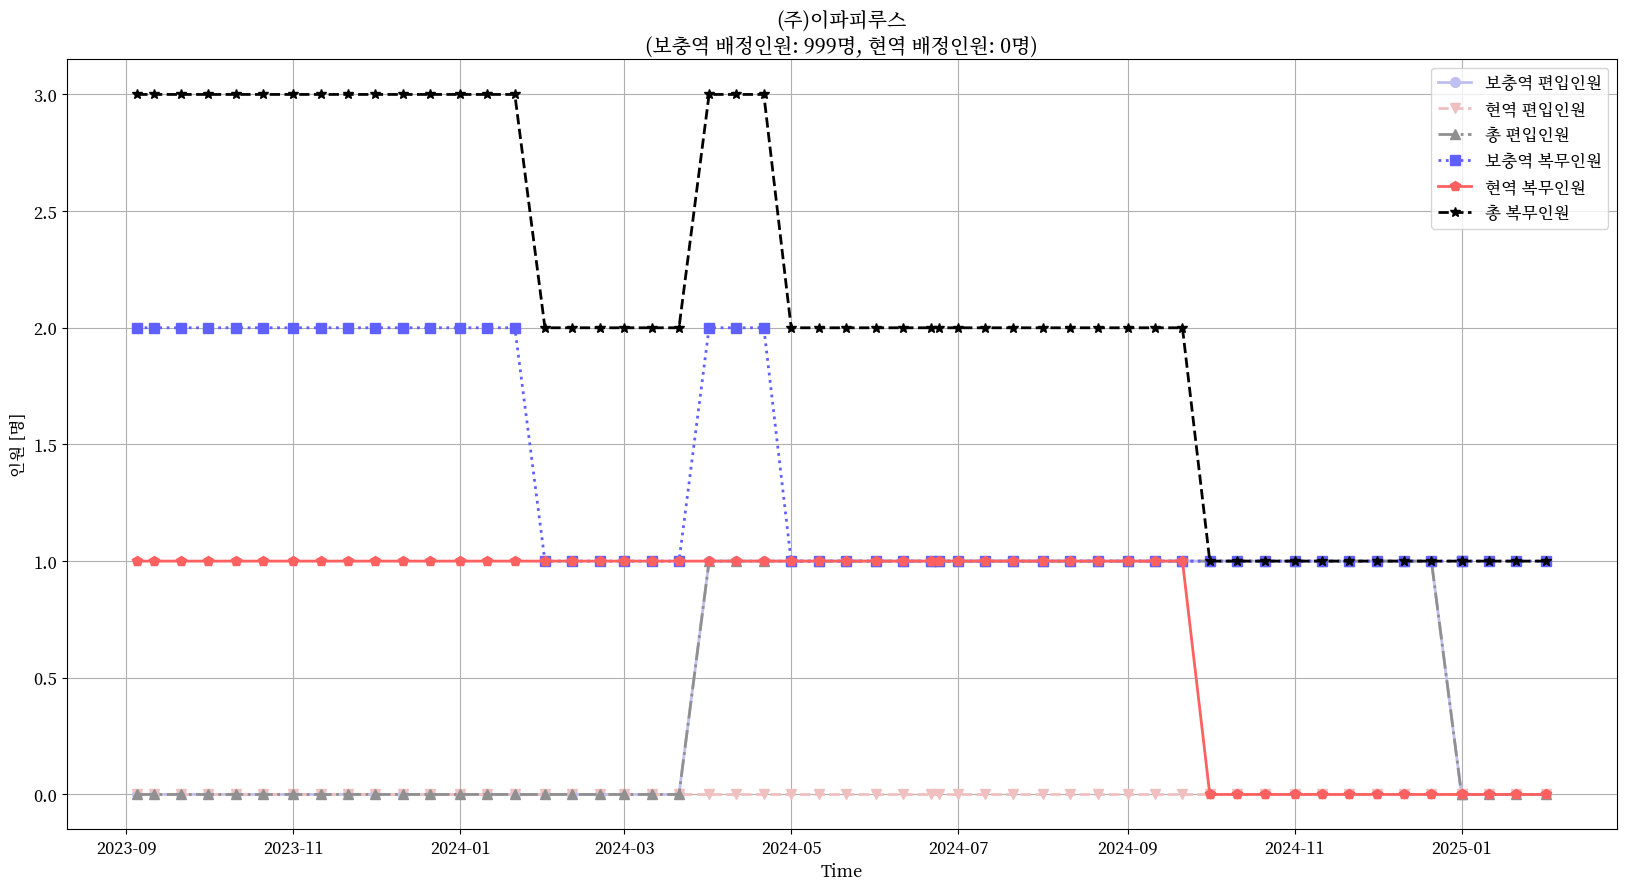 (주)이파피루스
(보충역 배정인원: 999명, 현역 배정인원: 0명)
보충역 편입인원
현역 편입인원
총 편입인원
보충역 복무인원
현역 복무인원
총 복무인원
인원 [명]
3.0
2.5
2.0
1.5
1.0
0.5
0.0
2023-09 2023-11 2024-01 2024-03 2024-05 2024-07 2024-09 2024-11 2025-01
Time